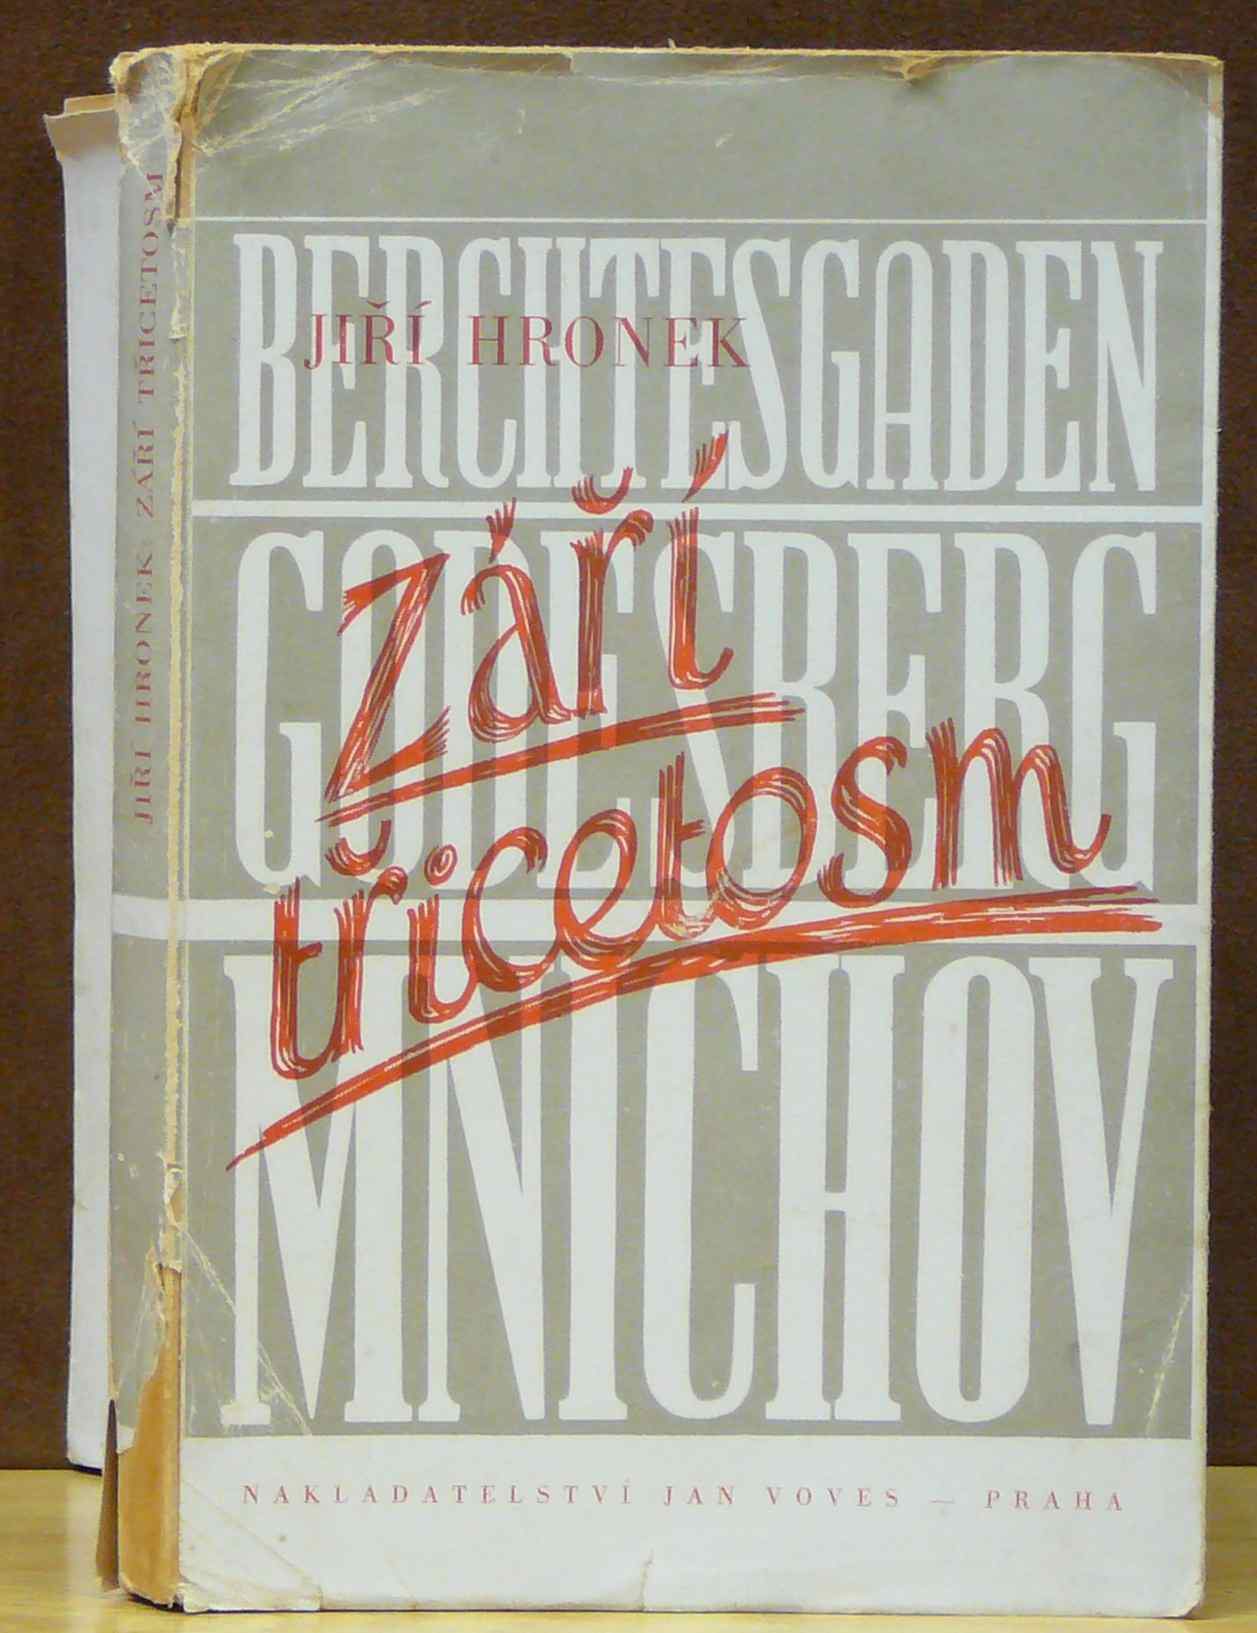 JIŘÍ HRONEK ZÁŘÍ TŘICETOSM
BERCHTESGADEN
JIŘÍ HRONEK
Září
GODESBERG
třicetosm
MNICHOV
NAKLADATELSTVÍ JAN VOVES — PRAHA